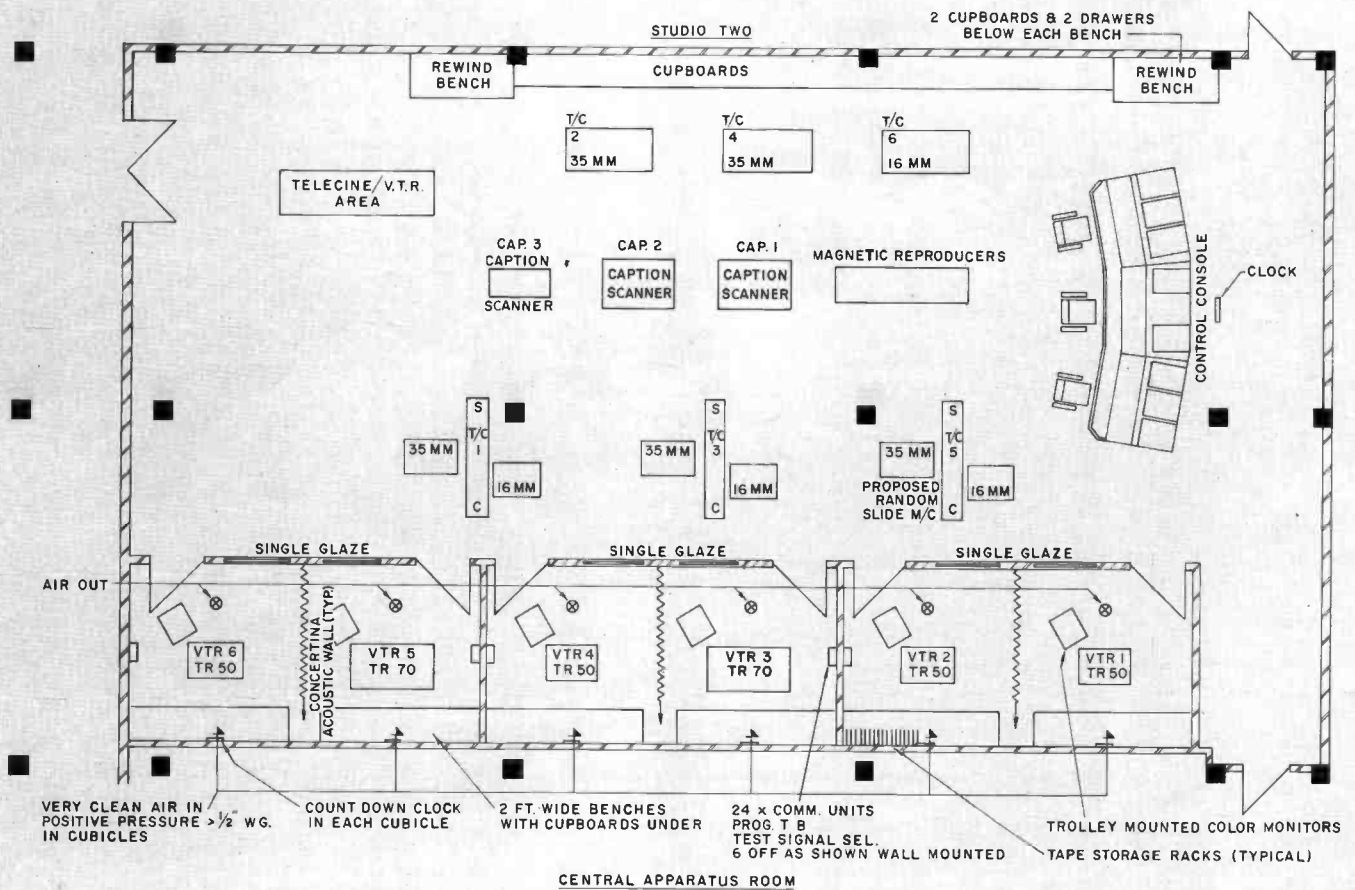 STUDIO TWO
2 CUPBOARDS & 2 DRAWERS
BELOW EACH BENCH
REWIND
BENCH
CUPBOARDS
REWIND
BENCH
T/C
2
35 MM
T/C
4
35 MM
T/C
6
16 MM
TELECINE/V.T.R.
AREA
CAP. 3
CAPTION
SCANNER
CAP. 2
CAPTION
SCANNER
CAP. 1
CAPTION
SCANNER
MAGNETIC REPRODUCERS
CONTROL CONSOLE
CLOCK
35 MM
S
T/C
1
C
16 MM
35 MM
S
T/C
3
C
16 MM
35 MM
S
T/C
5
C
16 MM
PROPOSED
RANDOM
SLIDE M/C
SINGLE GLAZE
SINGLE GLAZE
SINGLE GLAZE
AIR OUT
VTR 6
TR 50
CONCERTINA
ACOUSTIC WALL (TYP.)
VTR 5
TR 70
VTR 4
TR 50
VTR 3
TR 70
VTR 2
TR 50
VTR 1
TR 50
VERY CLEAN AIR IN
POSITIVE PRESSURE > 1/2" WG.
IN CUBICLES
COUNT DOWN CLOCK
IN EACH CUBICLE
2 FT. WIDE BENCHES
WITH CUPBOARDS UNDER
24 x COMM. UNITS
PROG. T B
TEST SIGNAL SEL.
6 OFF AS SHOWN WALL MOUNTED
TROLLEY MOUNTED COLOR MONITORS
TAPE STORAGE RACKS (TYPICAL)
CENTRAL APPARATUS ROOM